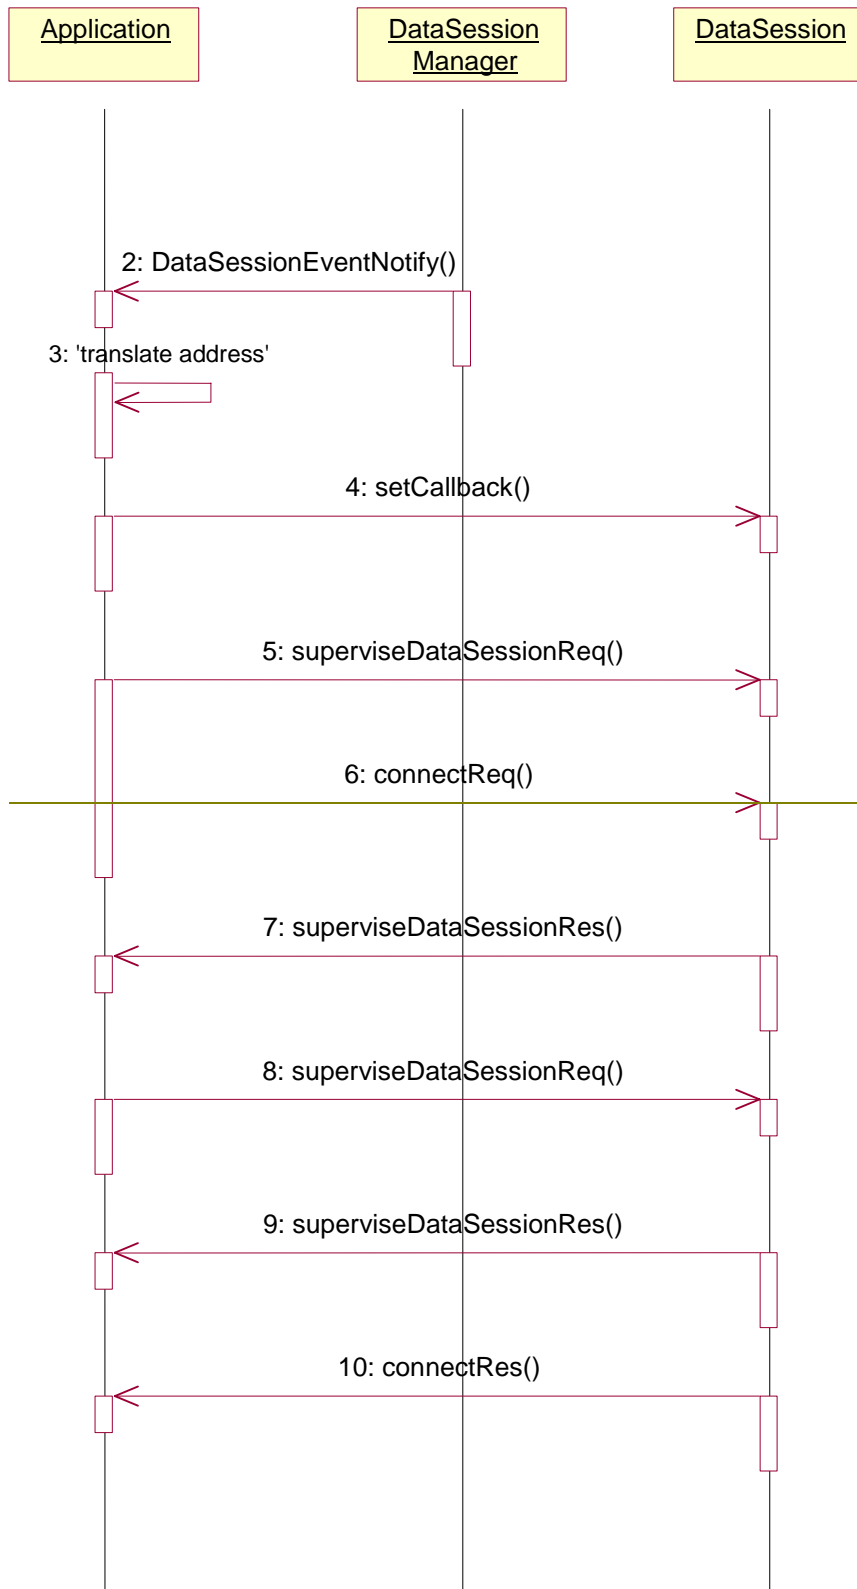 Application
DataSession
Manager
DataSession
2: DataSessionEventNotify()
3: 'translate address'
4: setCallback()
5: superviseDataSessionReq()
6: connectReq()
7: superviseDataSessionRes()
8: superviseDataSessionReq()
9: superviseDataSessionRes()
10: connectRes()